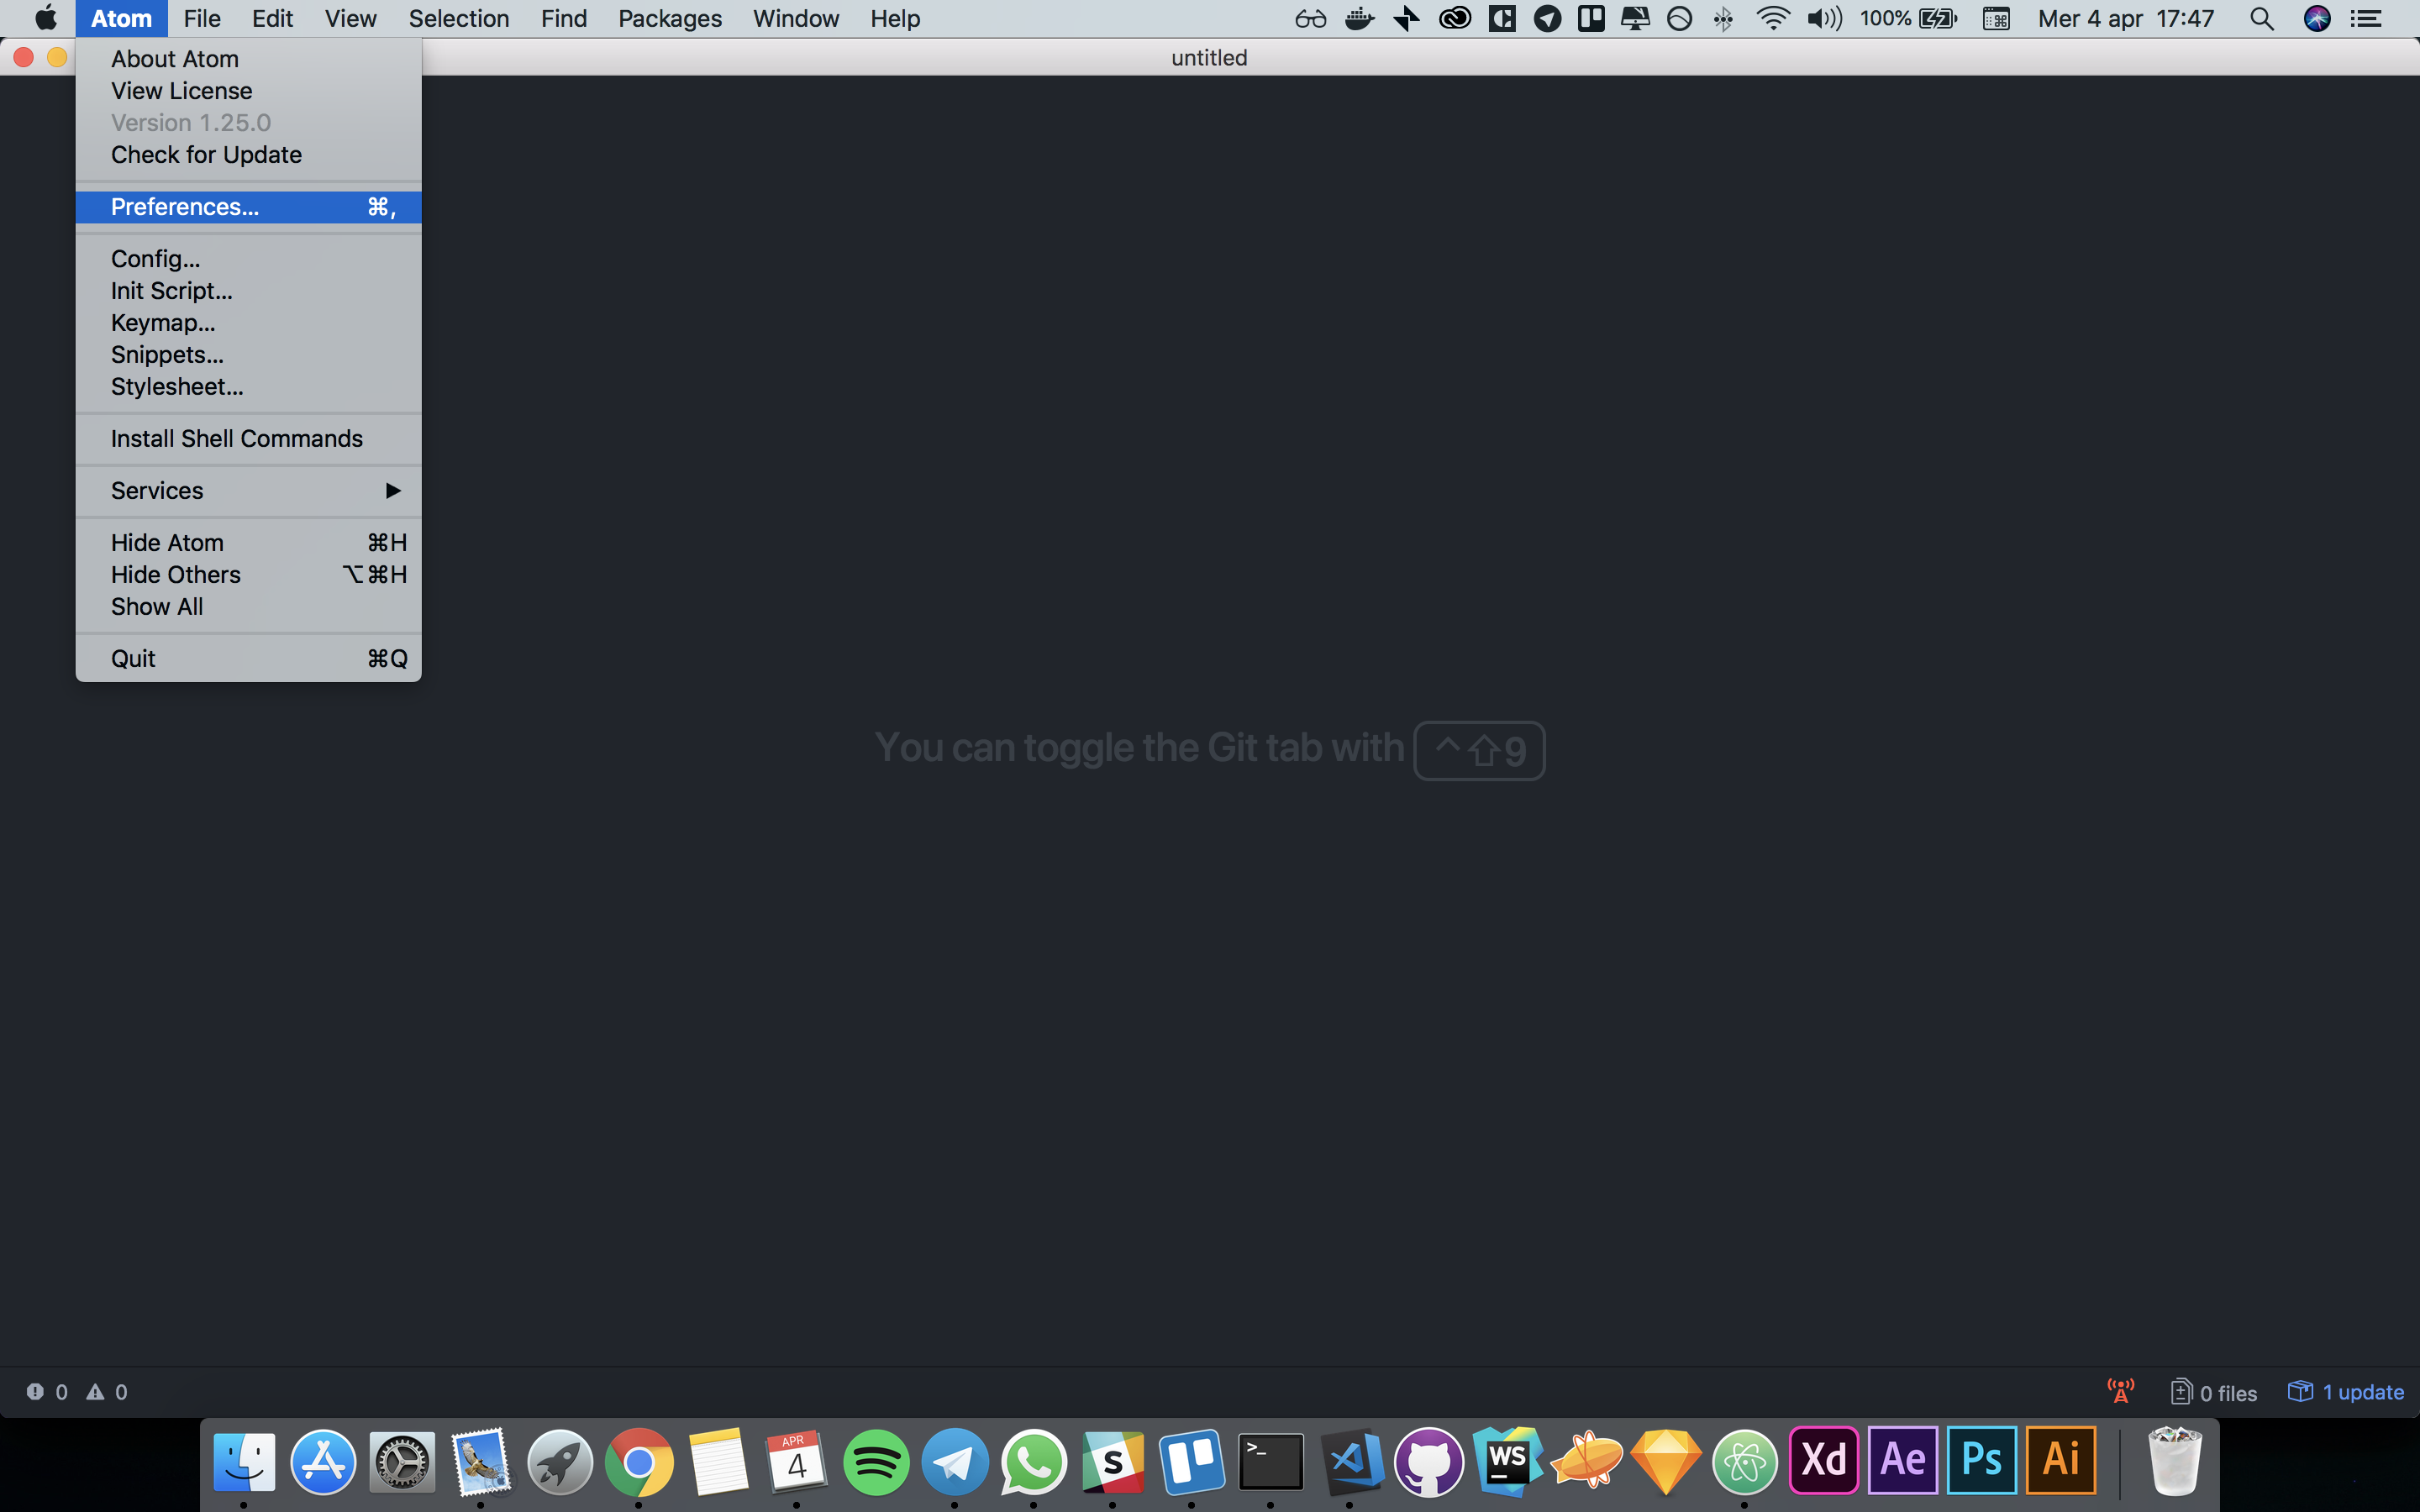 Atom File Edit View Selection Find Packages Window Help 100% Mer 4 apr 17:47
untitled
About Atom
View License
Version 1.25.0
Check for Update
Preferences... ⌘,
Config...
Init Script...
Keymap...
Snippets...
Stylesheet...
Install Shell Commands
Services ▶
Hide Atom ⌘H
Hide Others ⌥⌘H
Show All
Quit ⌘Q
You can toggle the Git tab with ⌃⇧9
0 0 0 files 1 update
APR 4 S >_ WS Xd Ae Ps Ai